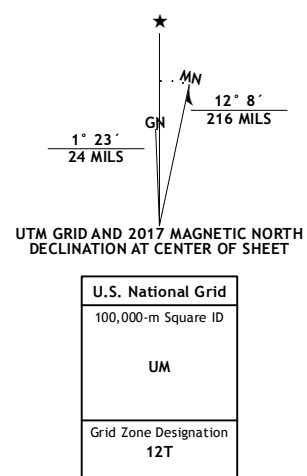 MN
12° 8´
216 MILS
GN
1° 23´
24 MILS
UTM GRID AND 2017 MAGNETIC NORTH
DECLINATION AT CENTER OF SHEET
U.S. National Grid
100,000-m Square ID
UM
Grid Zone Designation
12T